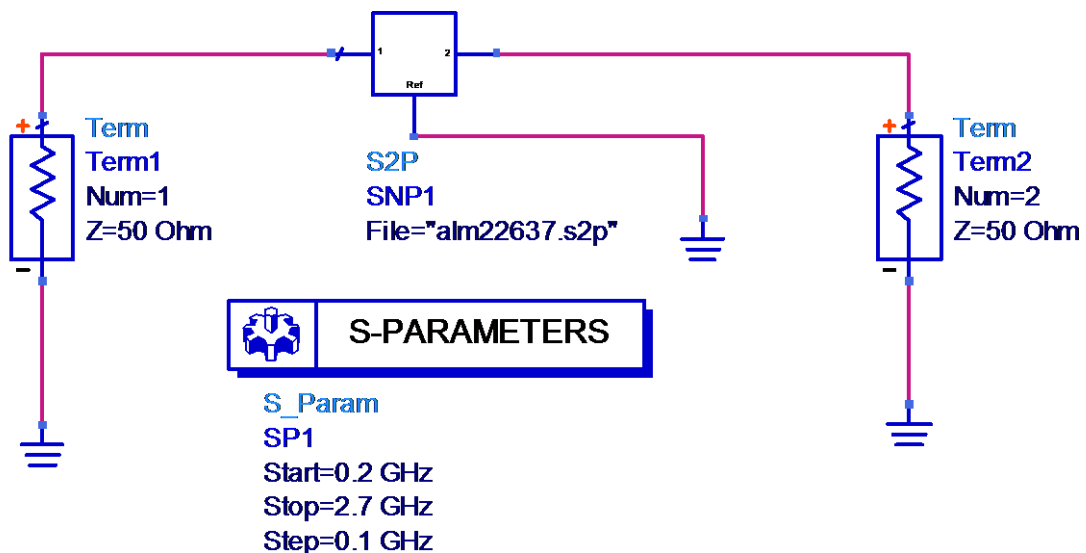 1
2
Ref
+
Term
Term1
Num=1
Z=50 Ohm
-
S2P
SNP1
File="alm22637.s2p"
+
Term
Term2
Num=2
Z=50 Ohm
-
S-PARAMETERS
S_Param
SP1
Start=0.2 GHz
Stop=2.7 GHz
Step=0.1 GHz